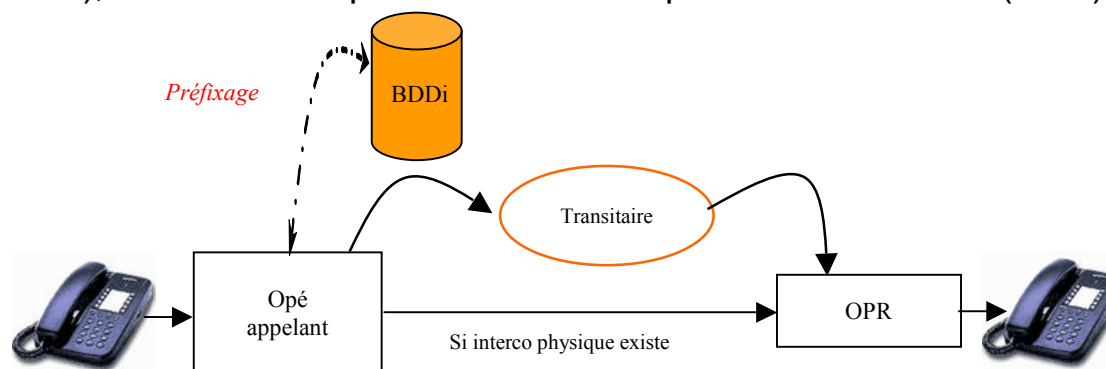 Préfixage
BDDi
Transitaire
Opé
appelant
OPR
Si interco physique existe